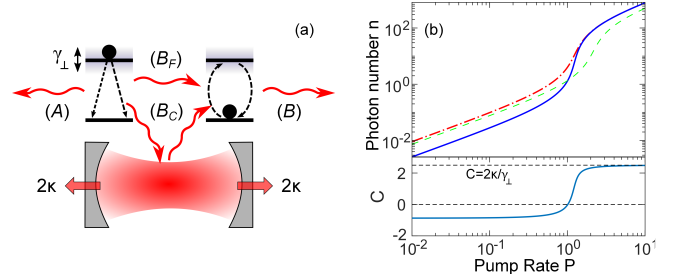 (a)
γ⊥
(B_F)
(A)
(B_C)
(B)
2κ
2κ
(b)
Photon number n
10^2
10^0
10^-2
C
2
0
-2
C=2κ/γ⊥
10^-2
10^-1
10^0
10^1
Pump Rate P